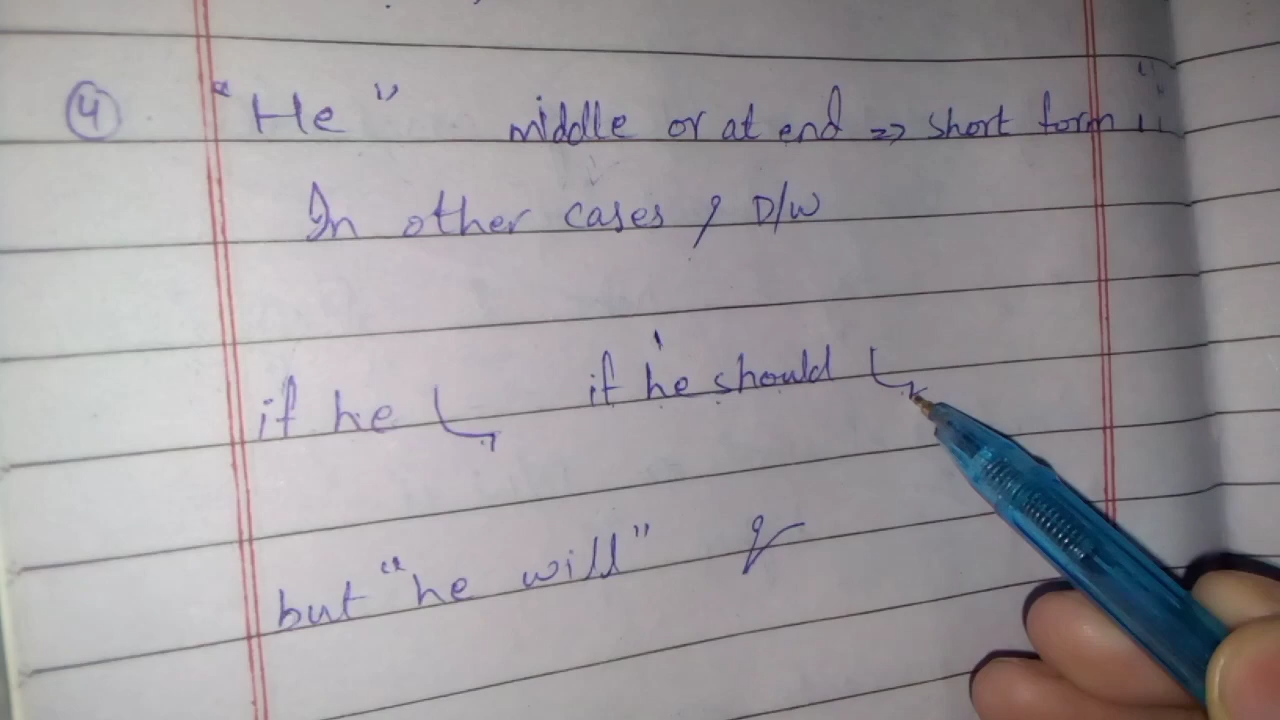 ④ "He" middle or at end => short form
In other cases, D/W
if he if he should
but "he will"